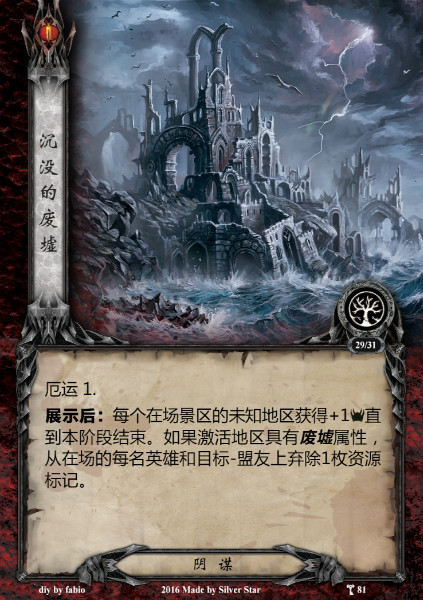 沉没的废墟
29/31
厄运 1.
展示后：每个在场景区的未知地区获得+1直
到本阶段结束。如果激活地区具有废墟属性，
从在场的每名英雄和目标-盟友上弃除1枚资源
标记。
阴谋
diy by fabio 2016 Made by Silver Star 81